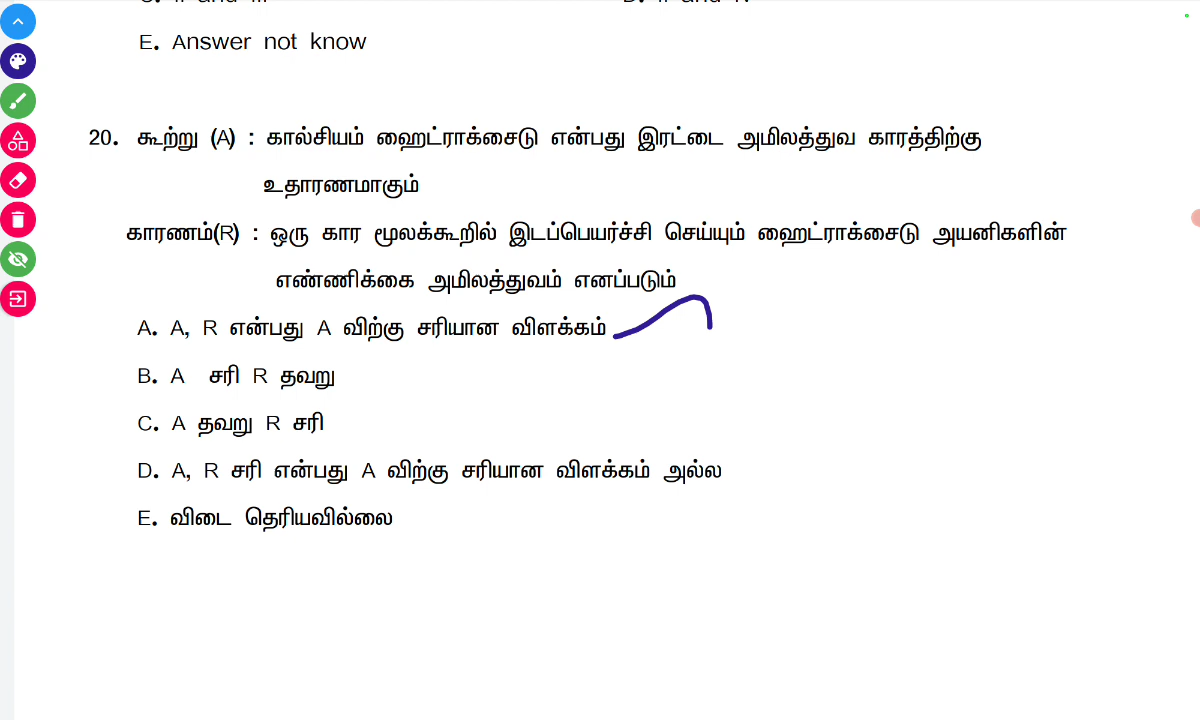 E. Answer not know
20. கூற்று (A) : கால்சியம் ஹைட்ராக்சைடு என்பது இரட்டை அமிலத்துவ காரத்திற்கு
உதாரணமாகும்
காரணம்(R) : ஒரு கார மூலக்கூறில் இடப்பெயர்ச்சி செய்யும் ஹைட்ராக்சைடு அயனிகளின்
எண்ணிக்கை அமிலத்துவம் எனப்படும்
A. A, R என்பது A விற்கு சரியான விளக்கம்
B. A சரி R தவறு
C. A தவறு R சரி
D. A, R சரி என்பது A விற்கு சரியான விளக்கம் அல்ல
E. விடை தெரியவில்லை